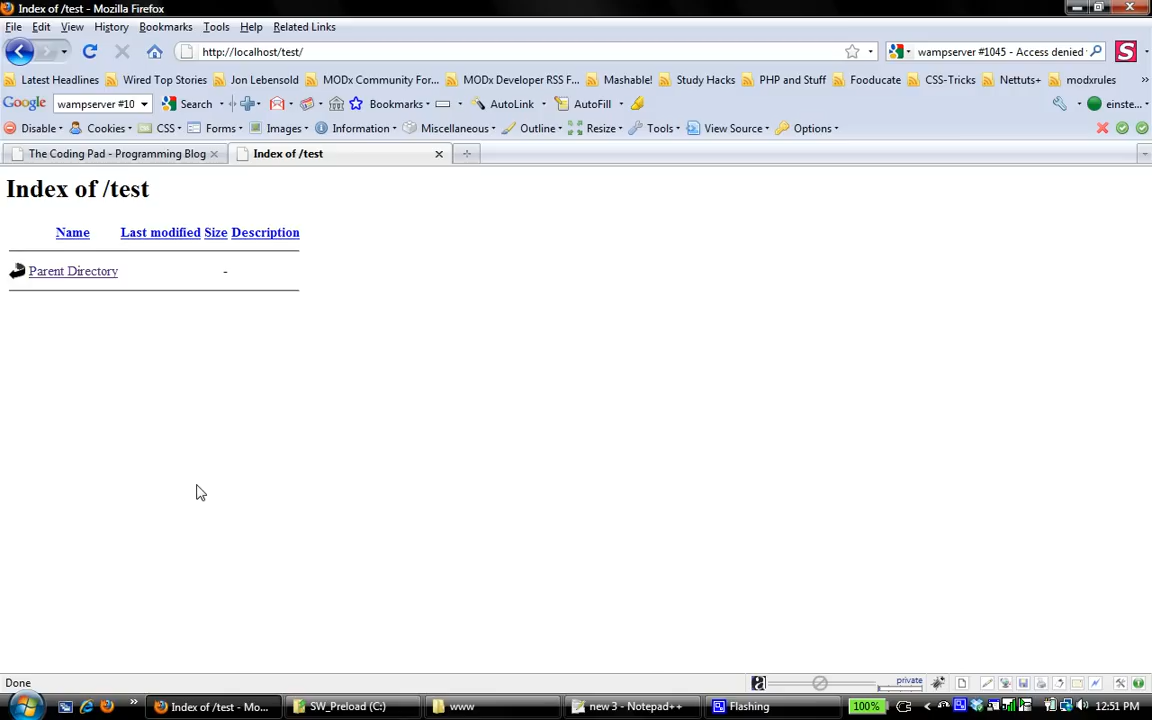 Index of /test - Mozilla Firefox
File Edit View History Bookmarks Tools Help Related Links
http://localhost/test/ wampserver #1045 - Access denied S
Latest Headlines Wired Top Stories Jon Lebensold MODx Community For... MODx Developer RSS F... Mashable! Study Hacks PHP and Stuff Fooducate CSS-Tricks Nettuts+ modxrules »
Google wampserver #10 Search Bookmarks AutoLink AutoFill einste...
Disable Cookies CSS Forms Images Information Miscellaneous Outline Resize Tools View Source Options
The Coding Pad - Programming Blog Index of /test
Index of /test
Name Last modified Size Description
Parent Directory -
Done private
Index of /test - Mo... SW_Preload (C:) www new 3 - Notepad++ Flashing 100% 12:51 PM